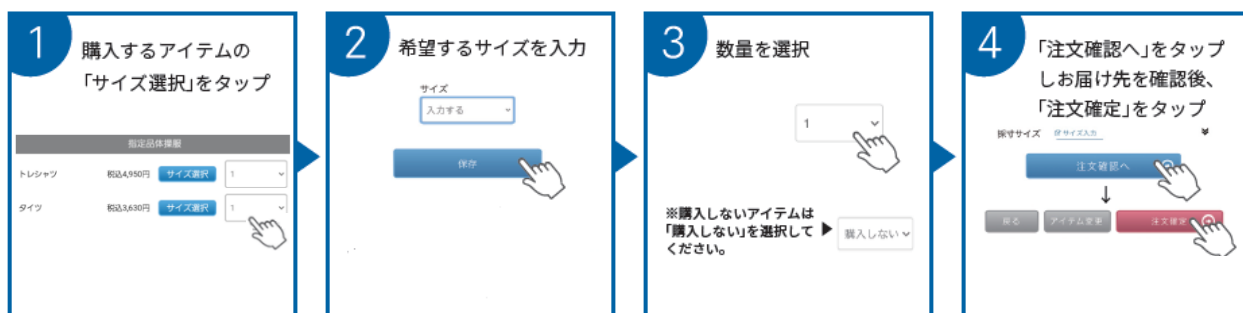 1
購入するアイテムの
「サイズ選択」をタップ
指定品体操服
トレシャツ 税込4,950円 サイズ選択 1
タイツ 税込3,630円 サイズ選択 1
2
希望するサイズを入力
サイズ
入力する
保存
3
数量を選択
1
※購入しないアイテムは
「購入しない」を選択して
ください。
購入しない
4
「注文確認へ」をタップ
しお届け先を確認後、
「注文確定」をタップ
採寸サイズ サイズ入力
注文確認へ
↓
戻る アイテム変更 注文確定